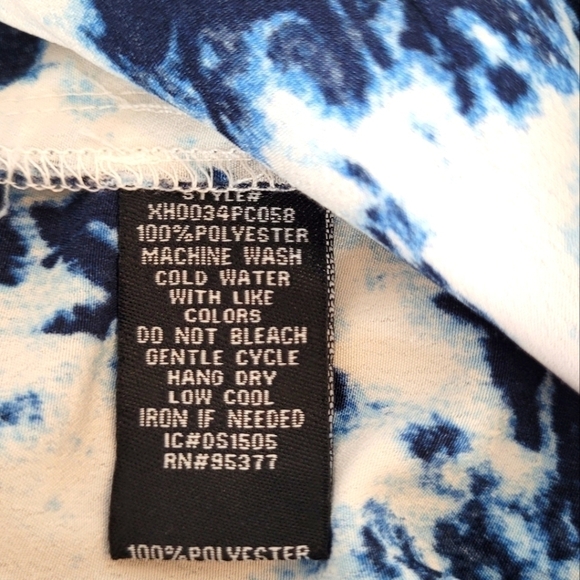 STYLE#
XH0034PC058
100%POLYESTER
MACHINE WASH
COLD WATER
WITH LIKE
COLORS
DO NOT BLEACH
GENTLE CYCLE
HANG DRY
LOW COOL
IRON IF NEEDED
IC#DS1505
RN#95377
100%POLYESTER